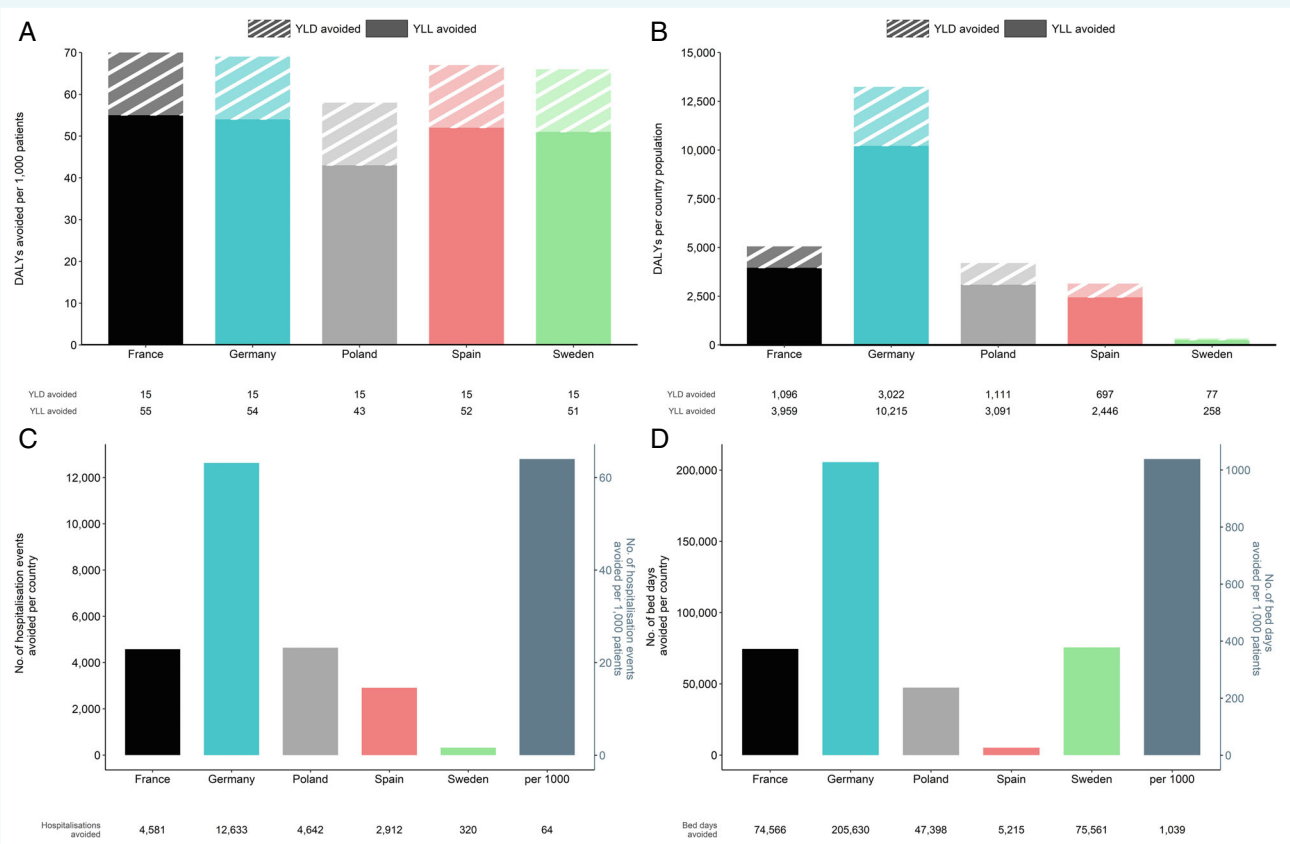 A
YLD avoided YLL avoided
DALYs avoided per 1,000 patients
70
60
50
40
30
20
10
0
France Germany Poland Spain Sweden
YLD avoided 15 15 15 15 15
YLL avoided 55 54 43 52 51
B
YLD avoided YLL avoided
DALYs per country population
15,000
12,500
10,000
7,500
5,000
2,500
0
France Germany Poland Spain Sweden
YLD avoided 1,096 3,022 1,111 697 77
YLL avoided 3,959 10,215 3,091 2,446 258
C
No. of hospitalisation events
avoided per country
12,000
10,000
8,000
6,000
4,000
2,000
0
60
40
20
0
No. of hospitalisation events
avoided per 1,000 patients
France Germany Poland Spain Sweden per 1000
Hospitalisations
avoided 4,581 12,633 4,642 2,912 320 64
D
No. of bed days
avoided per country
200,000
150,000
100,000
50,000
0
1000
800
600
400
200
0
No. of bed days
avoided per 1,000 patients
France Germany Poland Spain Sweden per 1000
Bed days
avoided 74,566 205,630 47,398 5,215 75,561 1,039